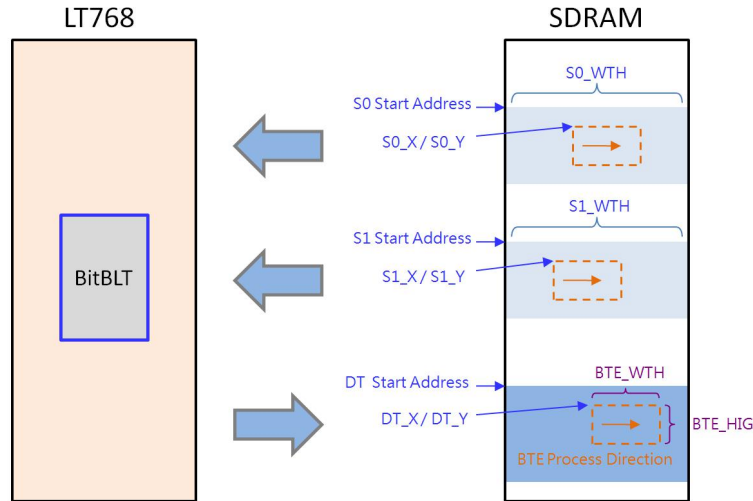 LT768
SDRAM
S0_WTH
S0 Start Address
S0_X / S0_Y
S1_WTH
S1 Start Address
S1_X / S1_Y
BitBLT
DT Start Address
BTE_WTH
DT_X / DT_Y
BTE_HIG
BTE Process Direction